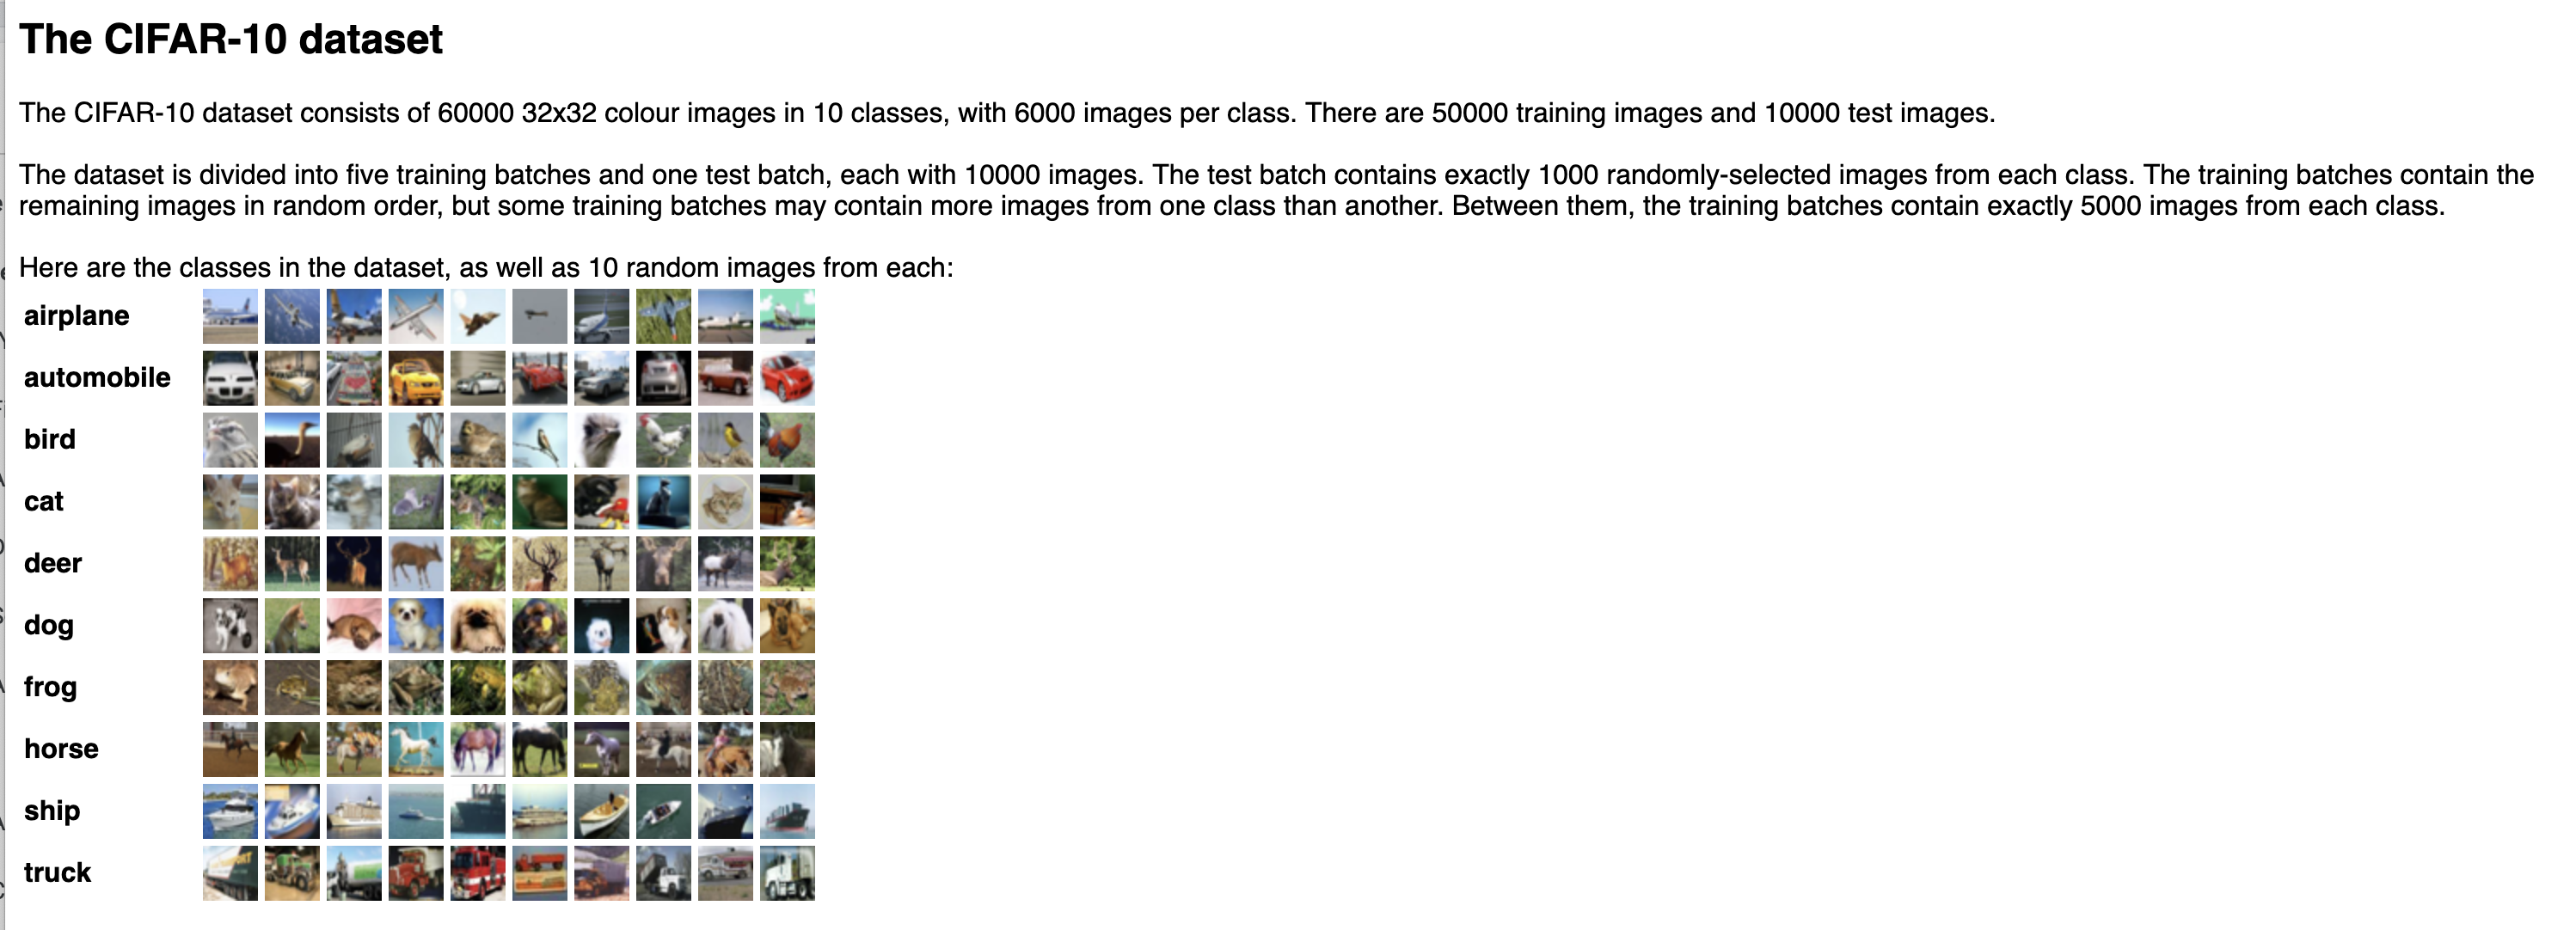 The CIFAR-10 dataset
The CIFAR-10 dataset consists of 60000 32x32 colour images in 10 classes, with 6000 images per class. There are 50000 training images and 10000 test images.
The dataset is divided into five training batches and one test batch, each with 10000 images. The test batch contains exactly 1000 randomly-selected images from each class. The training batches contain the
remaining images in random order, but some training batches may contain more images from one class than another. Between them, the training batches contain exactly 5000 images from each class.
Here are the classes in the dataset, as well as 10 random images from each:
airplane
automobile
bird
cat
deer
dog
frog
horse
ship
truck